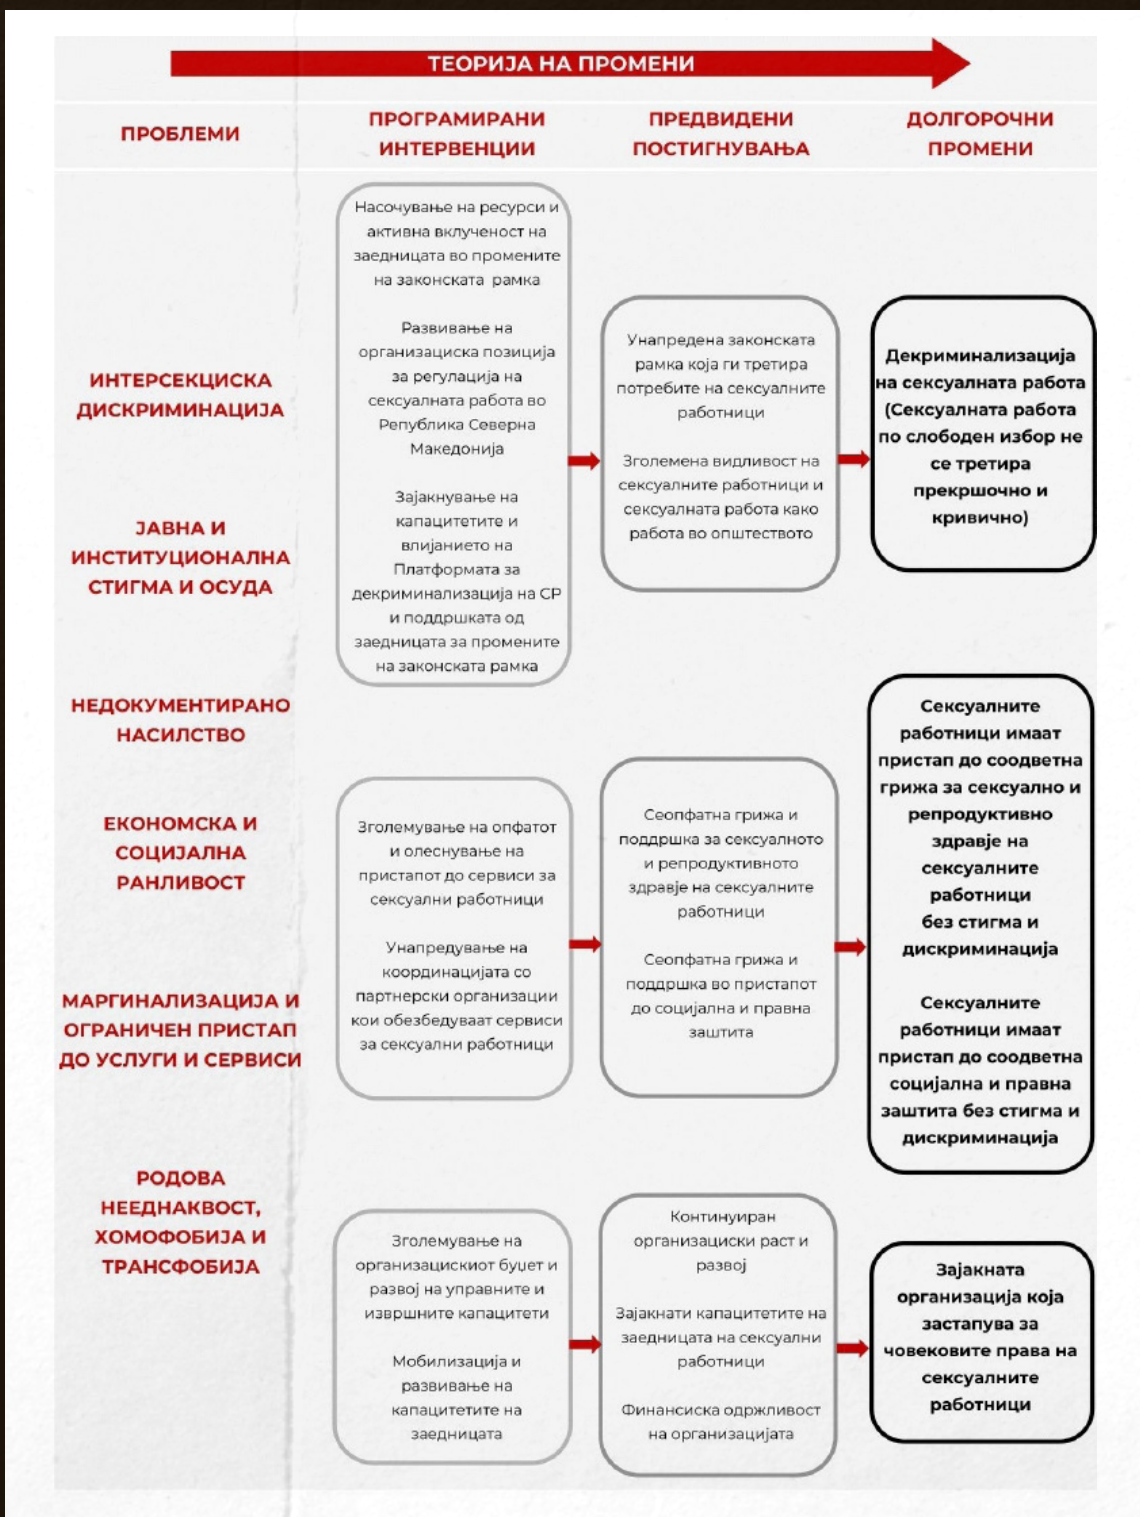 ТЕОРИЈА НА ПРОМЕНИ
ПРОБЛЕМИ
ПРОГРАМИРАНИ
ИНТЕРВЕНЦИИ
ПРЕДВИДЕНИ
ПОСТИГНУВАЊА
ДОЛГОРОЧНИ
ПРОМЕНИ
ИНТЕРСЕКЦИСКА
ДИСКРИМИНАЦИЈА
ЈАВНА И
ИНСТИТУЦИОНАЛНА
СТИГМА И ОСУДА
НЕДОКУМЕНТИРАНО
НАСИЛСТВО
ЕКОНОМСКА И
СОЦИЈАЛНА
РАНЛИВОСТ
МАРГИНАЛИЗАЦИЈА И
ОГРАНИЧЕН ПРИСТАП
ДО УСЛУГИ И СЕРВИСИ
РОДОВА
НЕЕДНАКВОСТ,
ХОМОФОБИЈА И
ТРАНСФОБИЈА
Насочување на ресурси и
активна вклученост на
заедницата во промените
на законската рамка
Развивање на
организациска позиција
за регулација на
сексуалната работа во
Република Северна
Македонија
Зајакнување на
капацитетите и
влијанието на
Платформата за
декриминализација на СР
и поддршката од
заедницата за промените
на законската рамка
Унапредена законската
рамка која ги третира
потребите на сексуалните
работници
Зголемена видливост на
сексуалните работници и
сексуалната работа како
работа во општеството
Декриминализација
на сексуалната работа
(Сексуалната работа
по слободен избор не
се третира
прекршочно и
кривично)
Зголемување на опфатот
и олеснување на
пристапот до сервиси за
сексуални работници
Унапредување на
координацијата со
партнерски организации
кои обезбедуваат сервиси
за сексуални работници
Сеопфатна грижа и
поддршка за сексуалното
и репродуктивното
здравје на сексуалните
работници
Сеопфатна грижа и
поддршка во пристапот
до социјална и правна
заштита
Сексуалните
работници имаат
пристап до соодветна
грижа за сексуално и
репродуктивно
здравје на
сексуалните
работници
без стигма и
дискриминација
Сексуалните
работници имаат
пристап до соодветна
социјална и правна
заштита без стигма и
дискриминација
Зголемување на
организацискиот буџет и
развој на управните и
извршните капацитети
Мобилизација и
развивање на
капацитетите на
заедницата
Континуиран
организациски раст и
развој
Зајакнати капацитетите на
заедницата на сексуални
работници
Финансиска одржливост
на организацијата
Зајакната
организација која
застапува за
човековите права на
сексуалните
работници